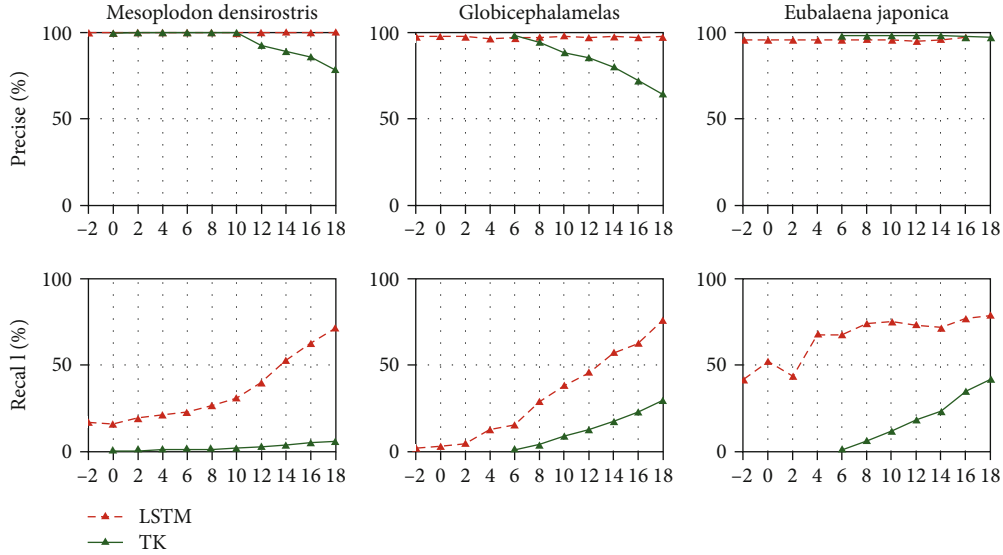 Mesoplodon densirostris
Globicephalamelas
Eubalaena japonica
Precise (%)
100
50
0
−2 0 2 4 6 8 10 12 14 16 18
100
50
0
−2 0 2 4 6 8 10 12 14 16 18
100
50
0
−2 0 2 4 6 8 10 12 14 16 18
Recal l (%)
100
50
0
−2 0 2 4 6 8 10 12 14 16 18
100
50
0
−2 0 2 4 6 8 10 12 14 16 18
100
50
0
−2 0 2 4 6 8 10 12 14 16 18
LSTM
TK